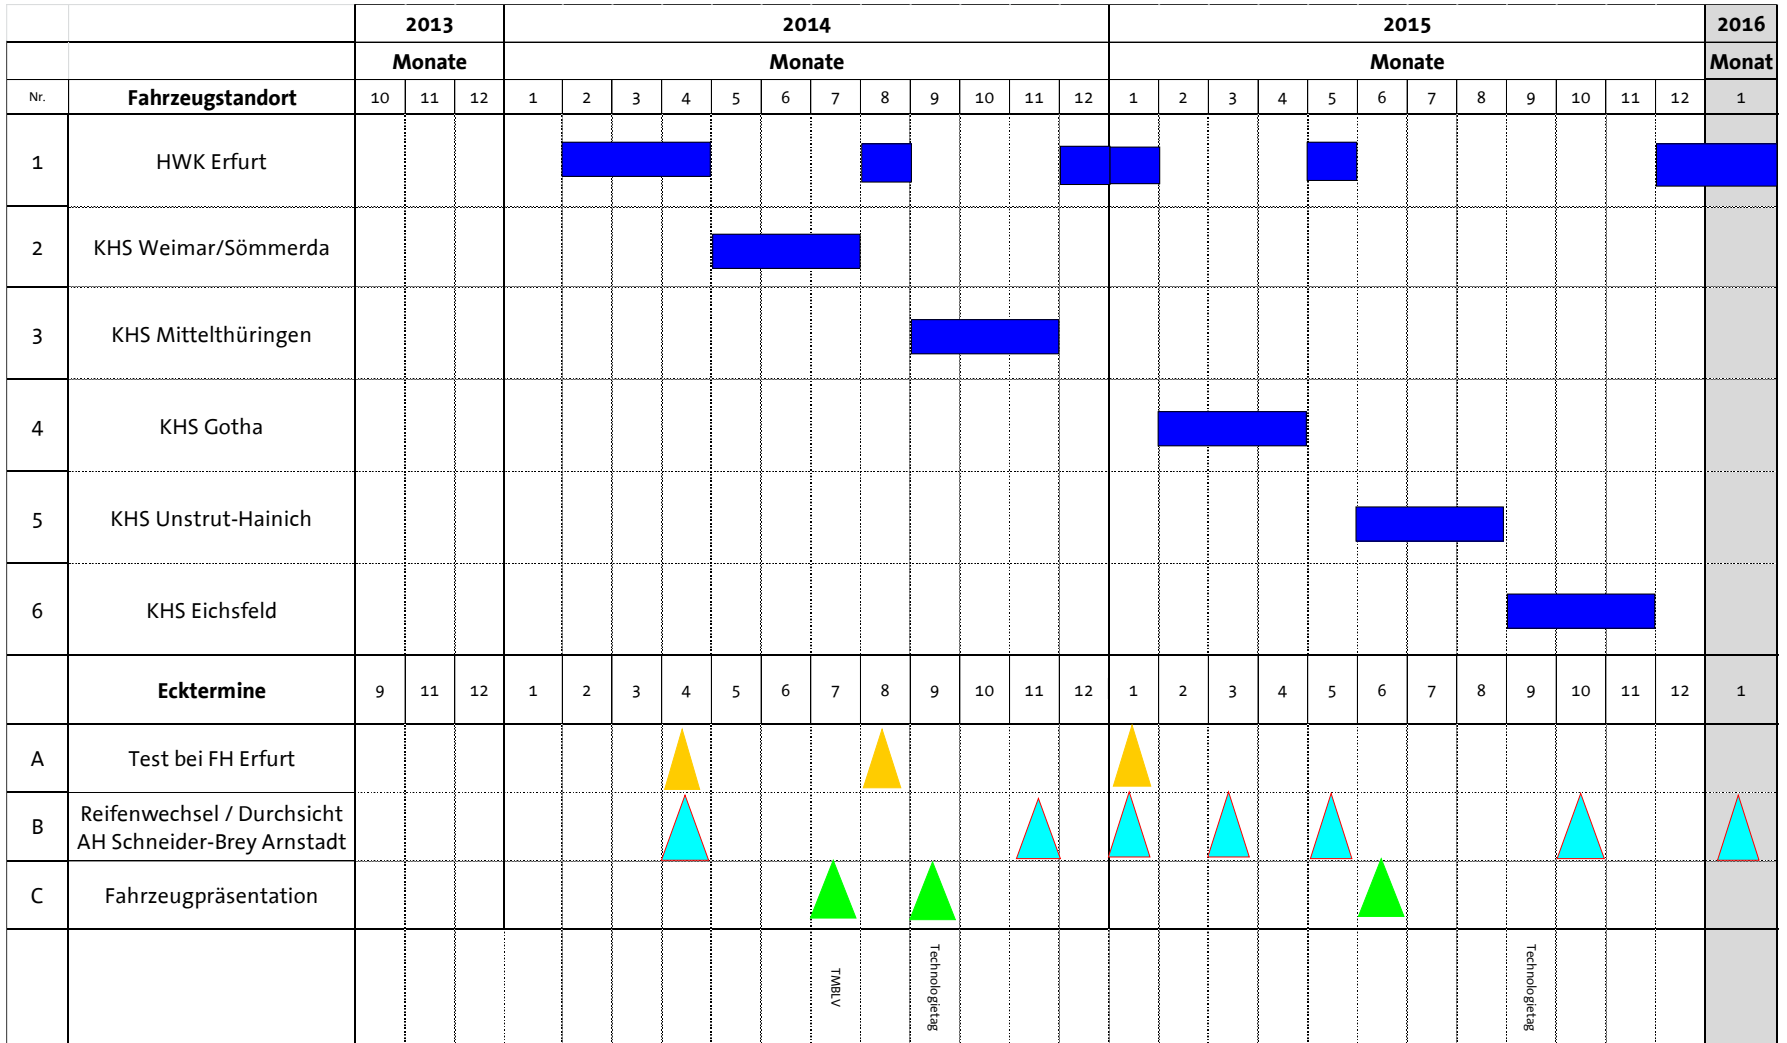 2013 2014 2015 2016
Monate Monate Monate Monat
Nr. Fahrzeugstandort 10 11 12 1 2 3 4 5 6 7 8 9 10 11 12 1 2 3 4 5 6 7 8 9 10 11 12 1
1 HWK Erfurt
2 KHS Weimar/Sömmerda
3 KHS Mittelthüringen
4 KHS Gotha
5 KHS Unstrut-Hainich
6 KHS Eichsfeld
Ecktermine 9 11 12 1 2 3 4 5 6 7 8 9 10 11 12 1 2 3 4 5 6 7 8 9 10 11 12 1
A Test bei FH Erfurt
B Reifenwechsel / Durchsicht
AH Schneider-Brey Arnstadt
C Fahrzeugpräsentation
TMBLV
Technologietag
Technologietag